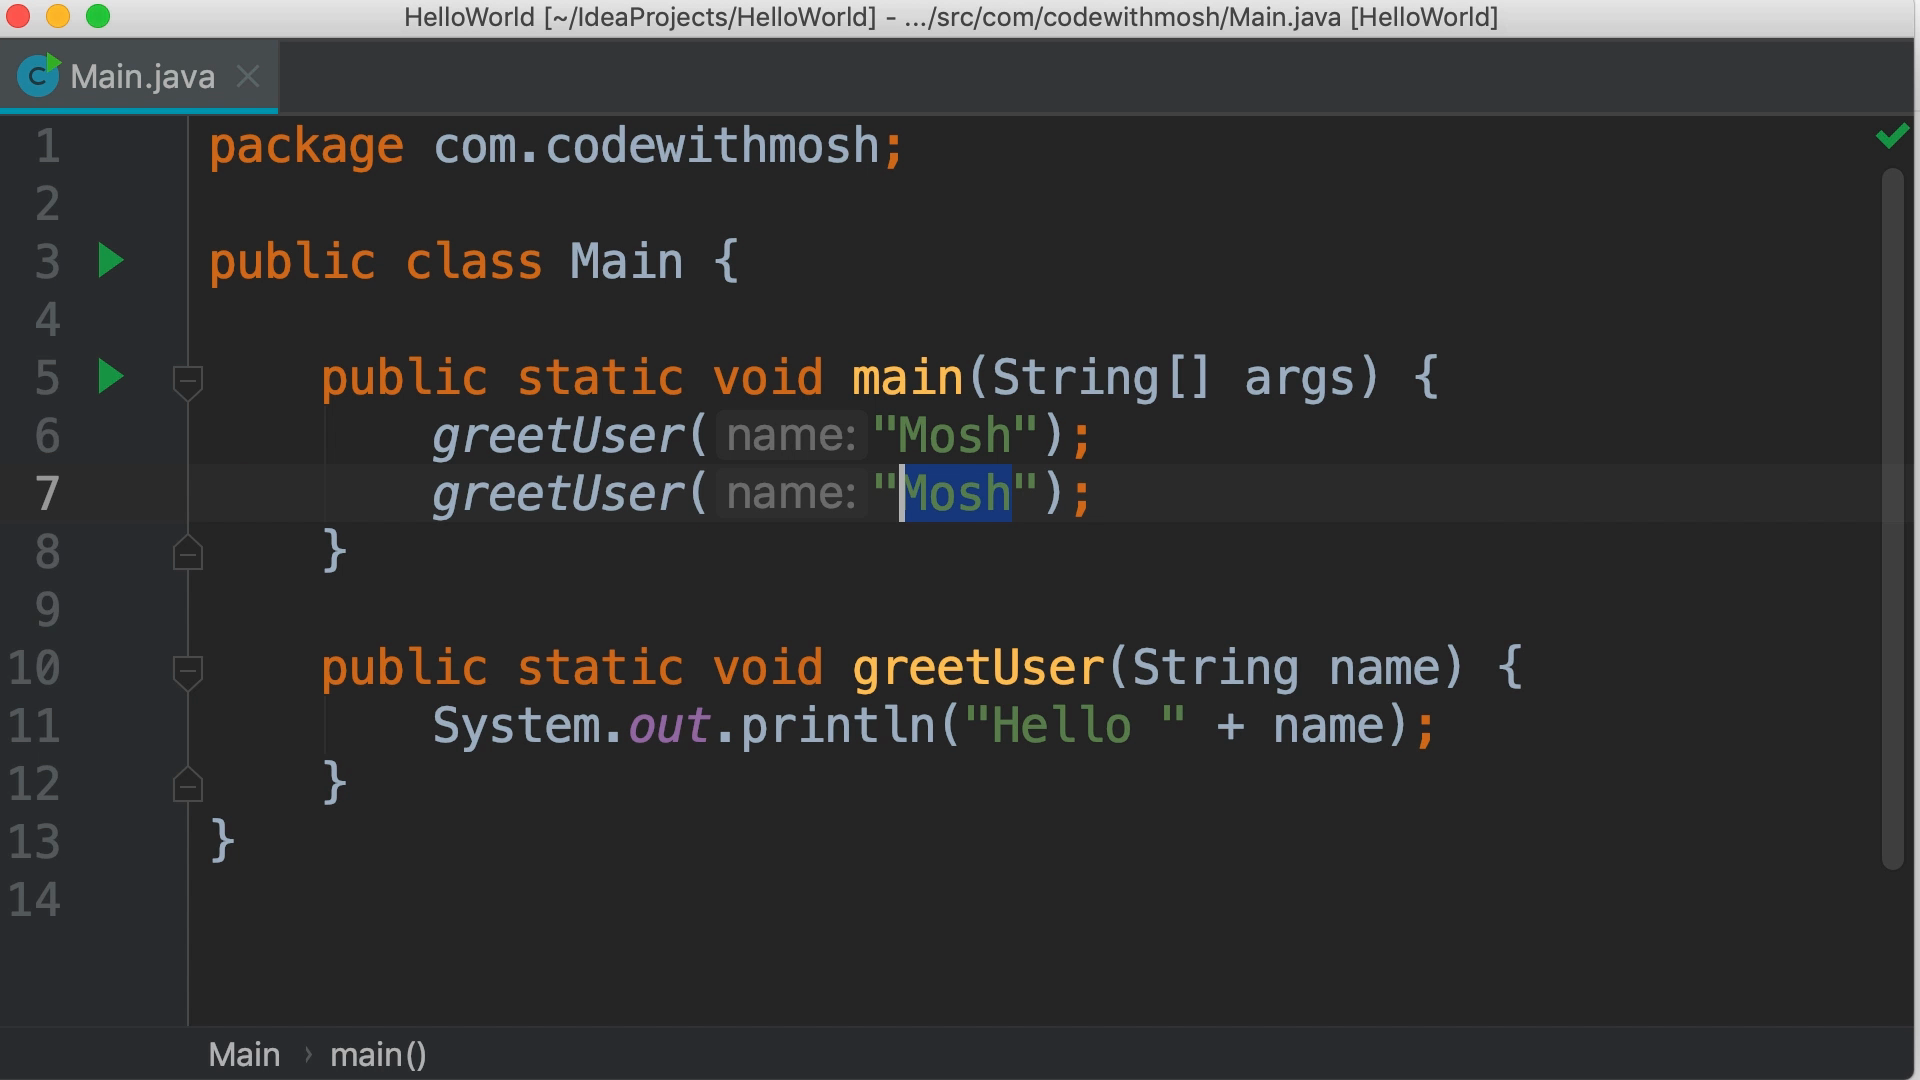 HelloWorld [~/IdeaProjects/HelloWorld] - .../src/com/codewithmosh/Main.java [HelloWorld]
C Main.java
1 package com.codewithmosh;
2
3 public class Main {
4
5 public static void main(String[] args) {
6 greetUser( name: "Mosh");
7 greetUser( name: "Mosh");
8 }
9
10 public static void greetUser(String name) {
11 System.out.println("Hello " + name);
12 }
13 }
14
Main › main()